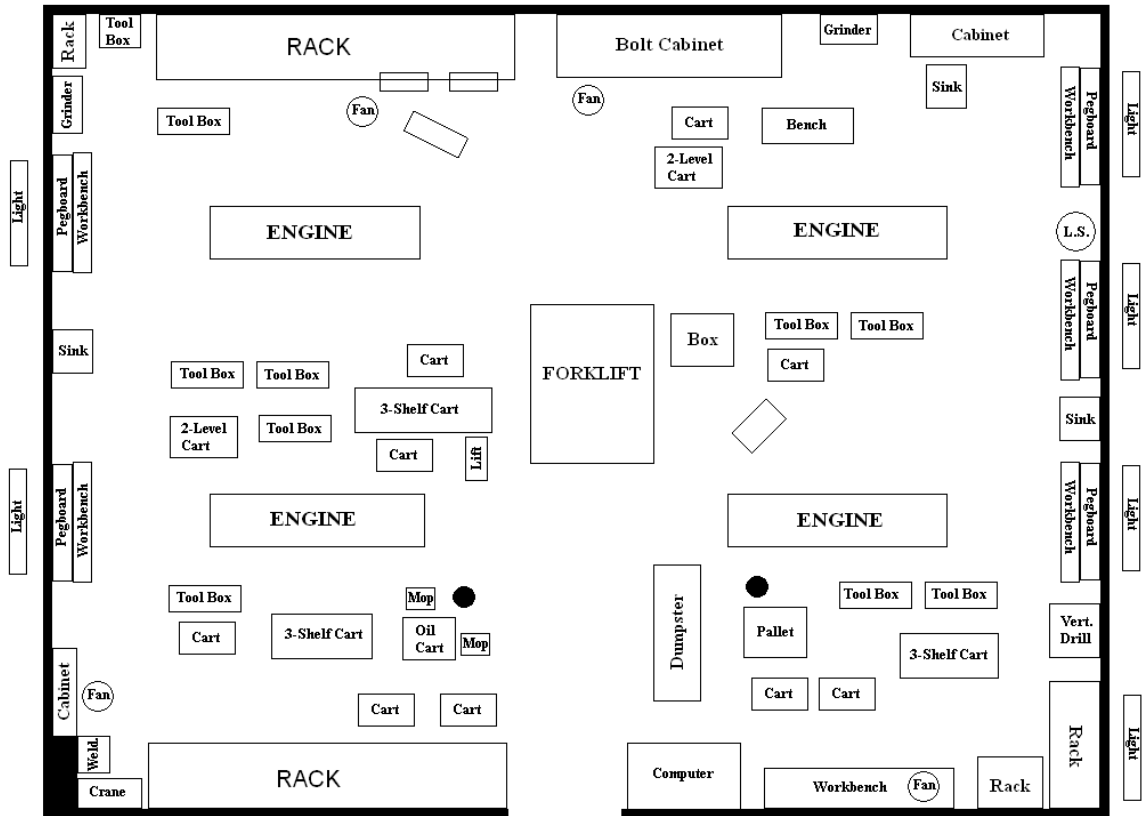 Rack
Tool
Box
RACK
Bolt Cabinet
Grinder
Cabinet
Grinder
Tool Box
Fan
Fan
Cart
Bench
Sink
Workbench
Pegboard
Light
2-Level
Cart
Light
Pegboard
Workbench
ENGINE
ENGINE
L.S.
Workbench
Pegboard
Light
Sink
Cart
FORKLIFT
Box
Tool Box
Tool Box
Cart
Tool Box
Tool Box
3-Shelf Cart
2-Level
Cart
Tool Box
Cart
Lift
Sink
Light
Pegboard
Workbench
ENGINE
ENGINE
Workbench
Pegboard
Light
Tool Box
Mop
Tool Box
Tool Box
Cart
3-Shelf Cart
Oil
Cart
Mop
Dumpster
Pallet
3-Shelf Cart
Vert.
Drill
Cabinet
Fan
Cart
Cart
Cart
Cart
Rack
Light
Weld.
Crane
RACK
Computer
Workbench
Fan
Rack